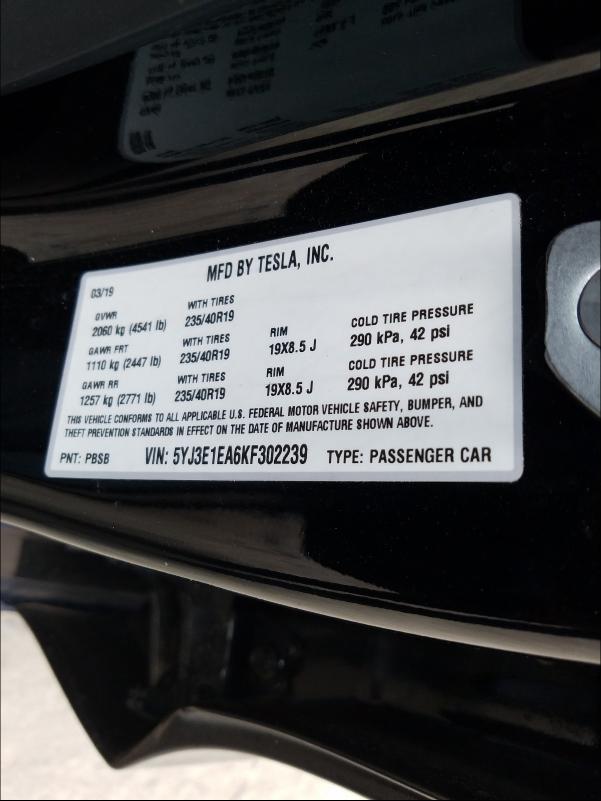 MFD BY TESLA, INC.
03/19
GVWR WITH TIRES
2060 kg (4541 lb) 235/40R19
GAWR FRT WITH TIRES RIM COLD TIRE PRESSURE
1110 kg (2447 lb) 235/40R19 19X8.5 J 290 kPa, 42 psi
GAWR RR WITH TIRES RIM COLD TIRE PRESSURE
1257 kg (2771 lb) 235/40R19 19X8.5 J 290 kPa, 42 psi
THIS VEHICLE CONFORMS TO ALL APPLICABLE U.S. FEDERAL MOTOR VEHICLE SAFETY, BUMPER, AND
THEFT PREVENTION STANDARDS IN EFFECT ON THE DATE OF MANUFACTURE SHOWN ABOVE.
PNT: PBSB VIN: 5YJ3E1EA6KF302239 TYPE: PASSENGER CAR